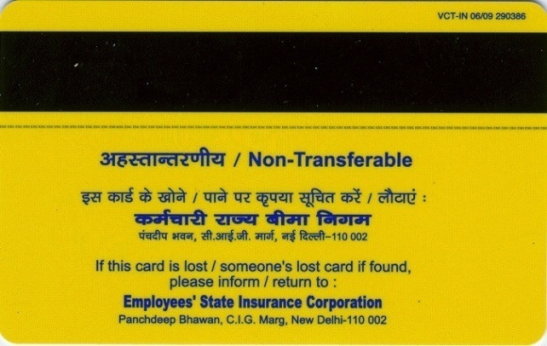 VCT-IN 06/09 290386
अहस्तान्तरणीय / Non-Transferable
इस कार्ड के खोने / पाने पर कृपया सूचित करें / लौटाएं :
कर्मचारी राज्य बीमा निगम
पंचदीप भवन, सी.आई.जी. मार्ग, नई दिल्ली-110 002
If this card is lost / someone's lost card if found,
please inform / return to :
Employees' State Insurance Corporation
Panchdeep Bhawan, C.I.G. Marg, New Delhi-110 002